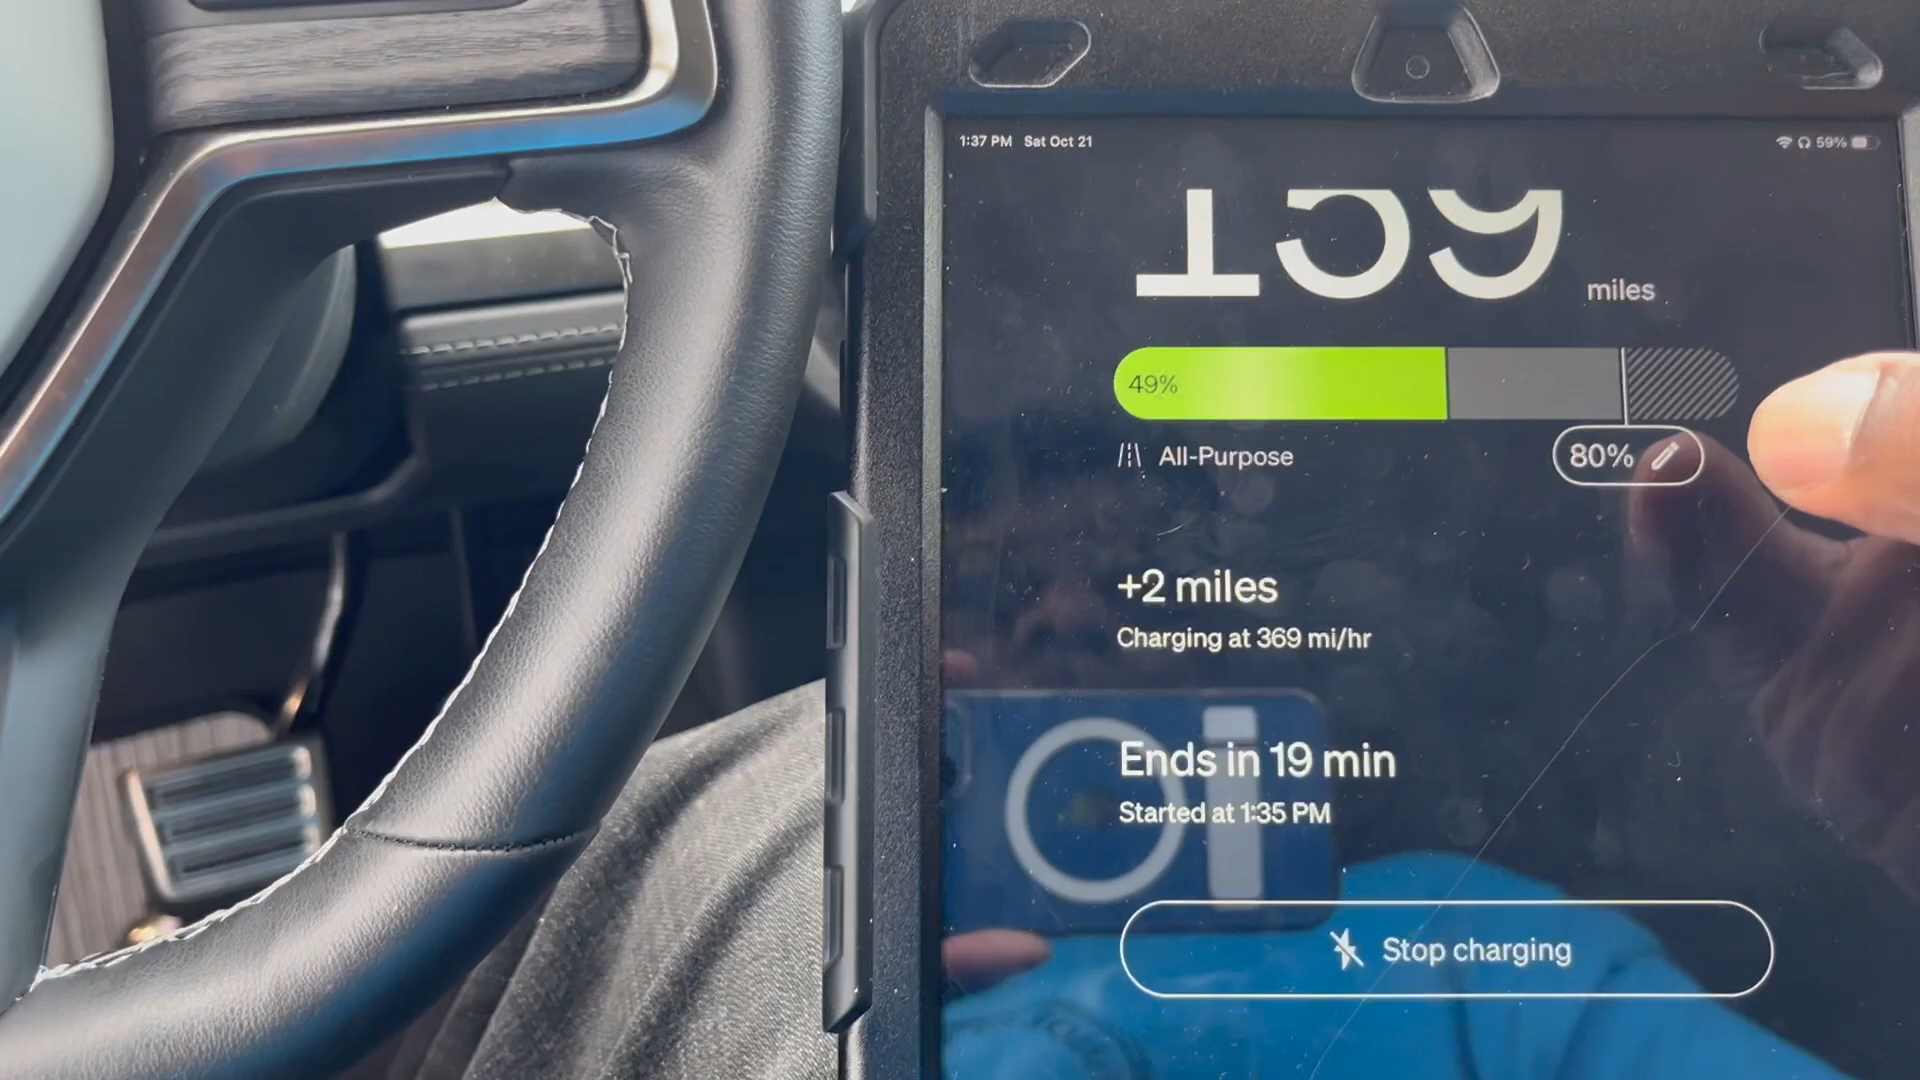 1:37 PM Sat Oct 21
59%
159 miles
49%
All-Purpose
80%
+2 miles
Charging at 369 mi/hr
Ends in 19 min
Started at 1:35 PM
Stop charging